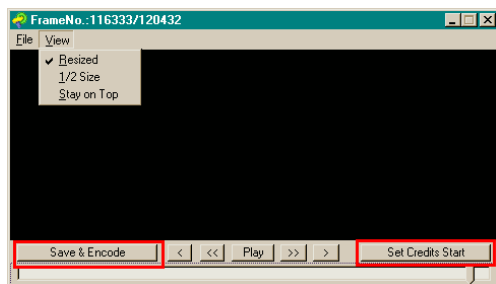 FrameNo.:116333/120432
File View
Resized
1/2 Size
Stay on Top
Save & Encode < << Play >> > Set Credits Start